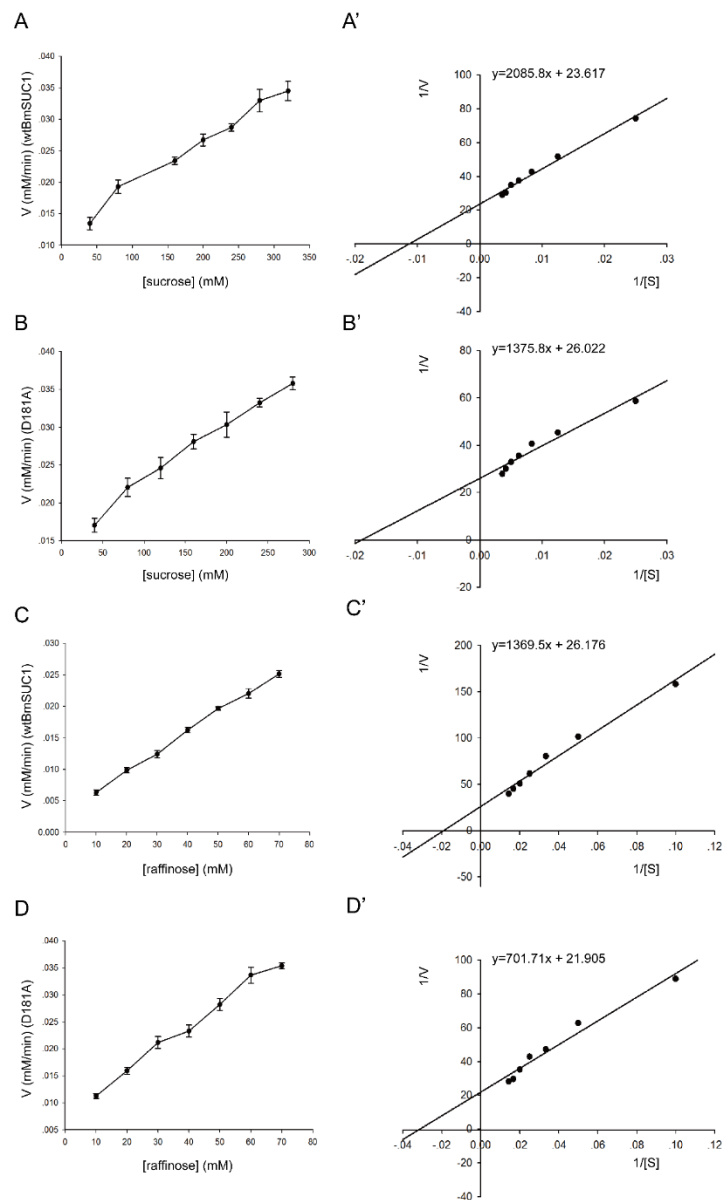 A
V (mM/min) (wtBmSUC1)
.040
.035
.030
.025
.020
.015
.010
0 50 100 150 200 250 300 350
[sucrose] (mM)
A’
y=2085.8x + 23.617
1/V
100
80
60
40
20
0
-20
-40
-.02 -.01 0.00 .01 .02 .03
1/[S]
B
V (mM/min) (D181A)
.040
.035
.030
.025
.020
.015
0 50 100 150 200 250 300
[sucrose] (mM)
B’
y=1375.8x + 26.022
1/V
80
60
40
20
0
-20
-.02 -.01 0.00 .01 .02 .03
1/[S]
C
V (mM/min) (wtBmSUC1)
.030
.025
.020
.015
.010
.005
0.000
0 10 20 30 40 50 60 70 80
[raffinose] (mM)
C’
y=1369.5x + 26.176
1/V
200
150
100
50
0
-50
-.04 -.02 0.00 .02 .04 .06 .08 .10 .12
1/[S]
D
V (mM/min) (D181A)
.040
.035
.030
.025
.020
.015
.010
.005
0 10 20 30 40 50 60 70 80
[raffinose] (mM)
D’
y=701.71x + 21.905
1/V
100
80
60
40
20
0
-20
-40
-.04 -.02 0.00 .02 .04 .06 .08 .10 .12
1/[S]